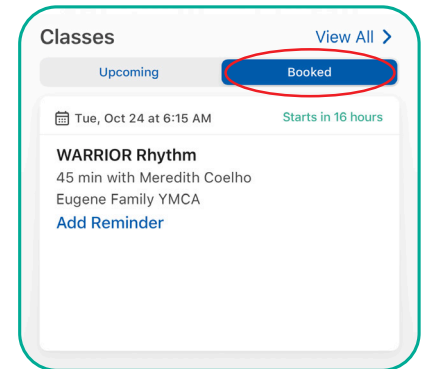 Classes View All >
Upcoming Booked
Tue, Oct 24 at 6:15 AM Starts in 16 hours
WARRIOR Rhythm
45 min with Meredith Coelho
Eugene Family YMCA
Add Reminder